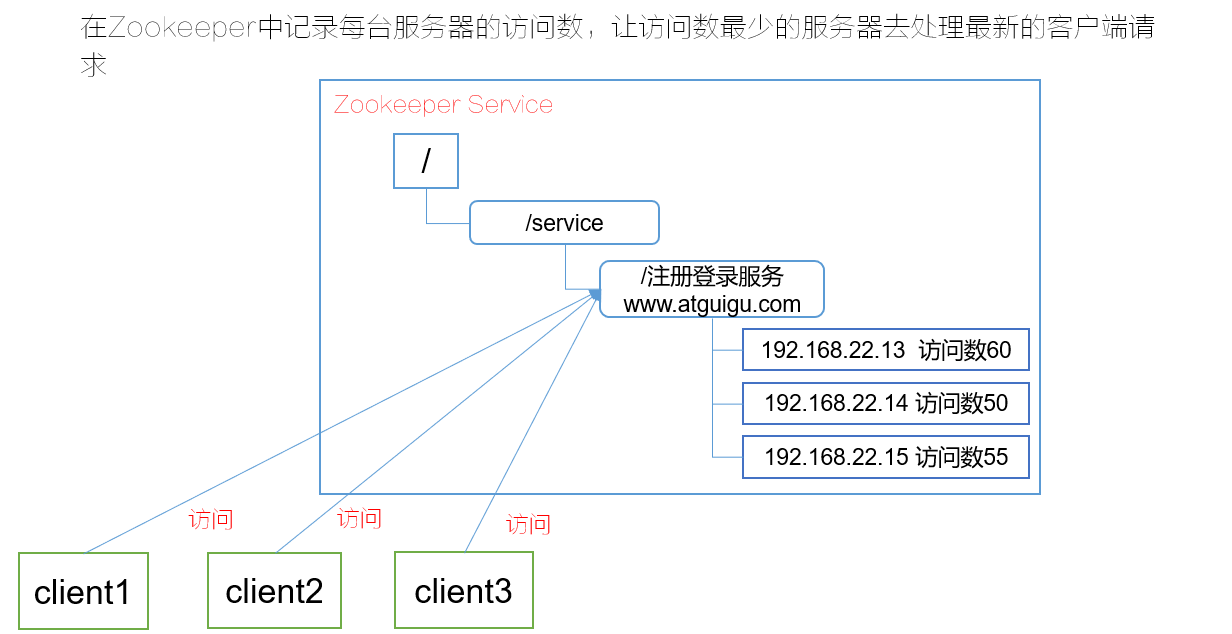 在Zookeeper中记录每台服务器的访问数，让访问数最少的服务器去处理最新的客户端请
求
Zookeeper Service
/
/service
/注册登录服务
www.atguigu.com
192.168.22.13 访问数60
192.168.22.14 访问数50
192.168.22.15 访问数55
访问
访问
访问
client1
client2
client3